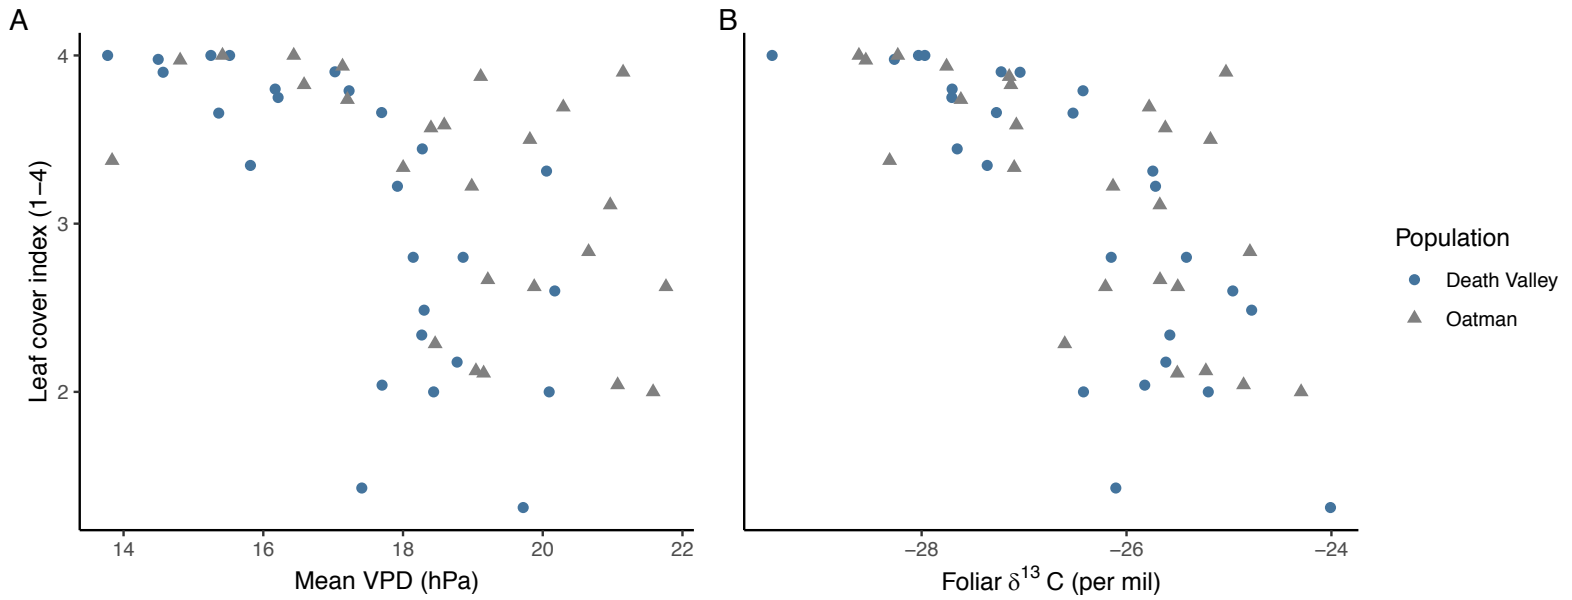 A
B
Leaf cover index (1–4)
4
3
2
14 16 18 20 22
Mean VPD (hPa)
−28 −26 −24
Foliar δ¹³ C (per mil)
Population
Death Valley
Oatman